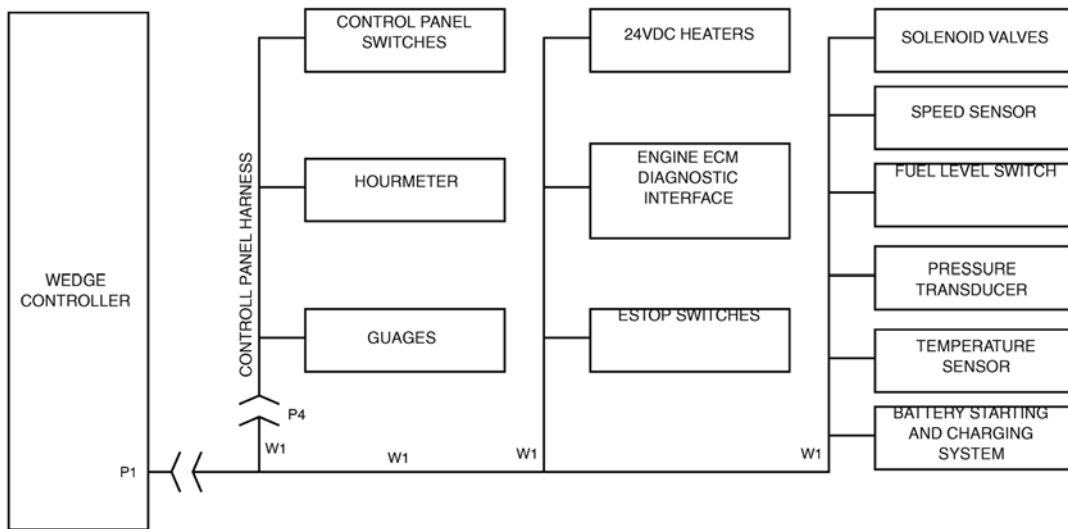 WEDGE
CONTROLLER
P1
CONTROLL PANEL HARNESS
P4
W1
W1
W1
W1
CONTROL PANEL
SWITCHES
HOURMETER
GUAGES
24VDC HEATERS
ENGINE ECM
DIAGNOSTIC
INTERFACE
ESTOP SWITCHES
SOLENOID VALVES
SPEED SENSOR
FUEL LEVEL SWITCH
PRESSURE
TRANSDUCER
TEMPERATURE
SENSOR
BATTERY STARTING
AND CHARGING
SYSTEM